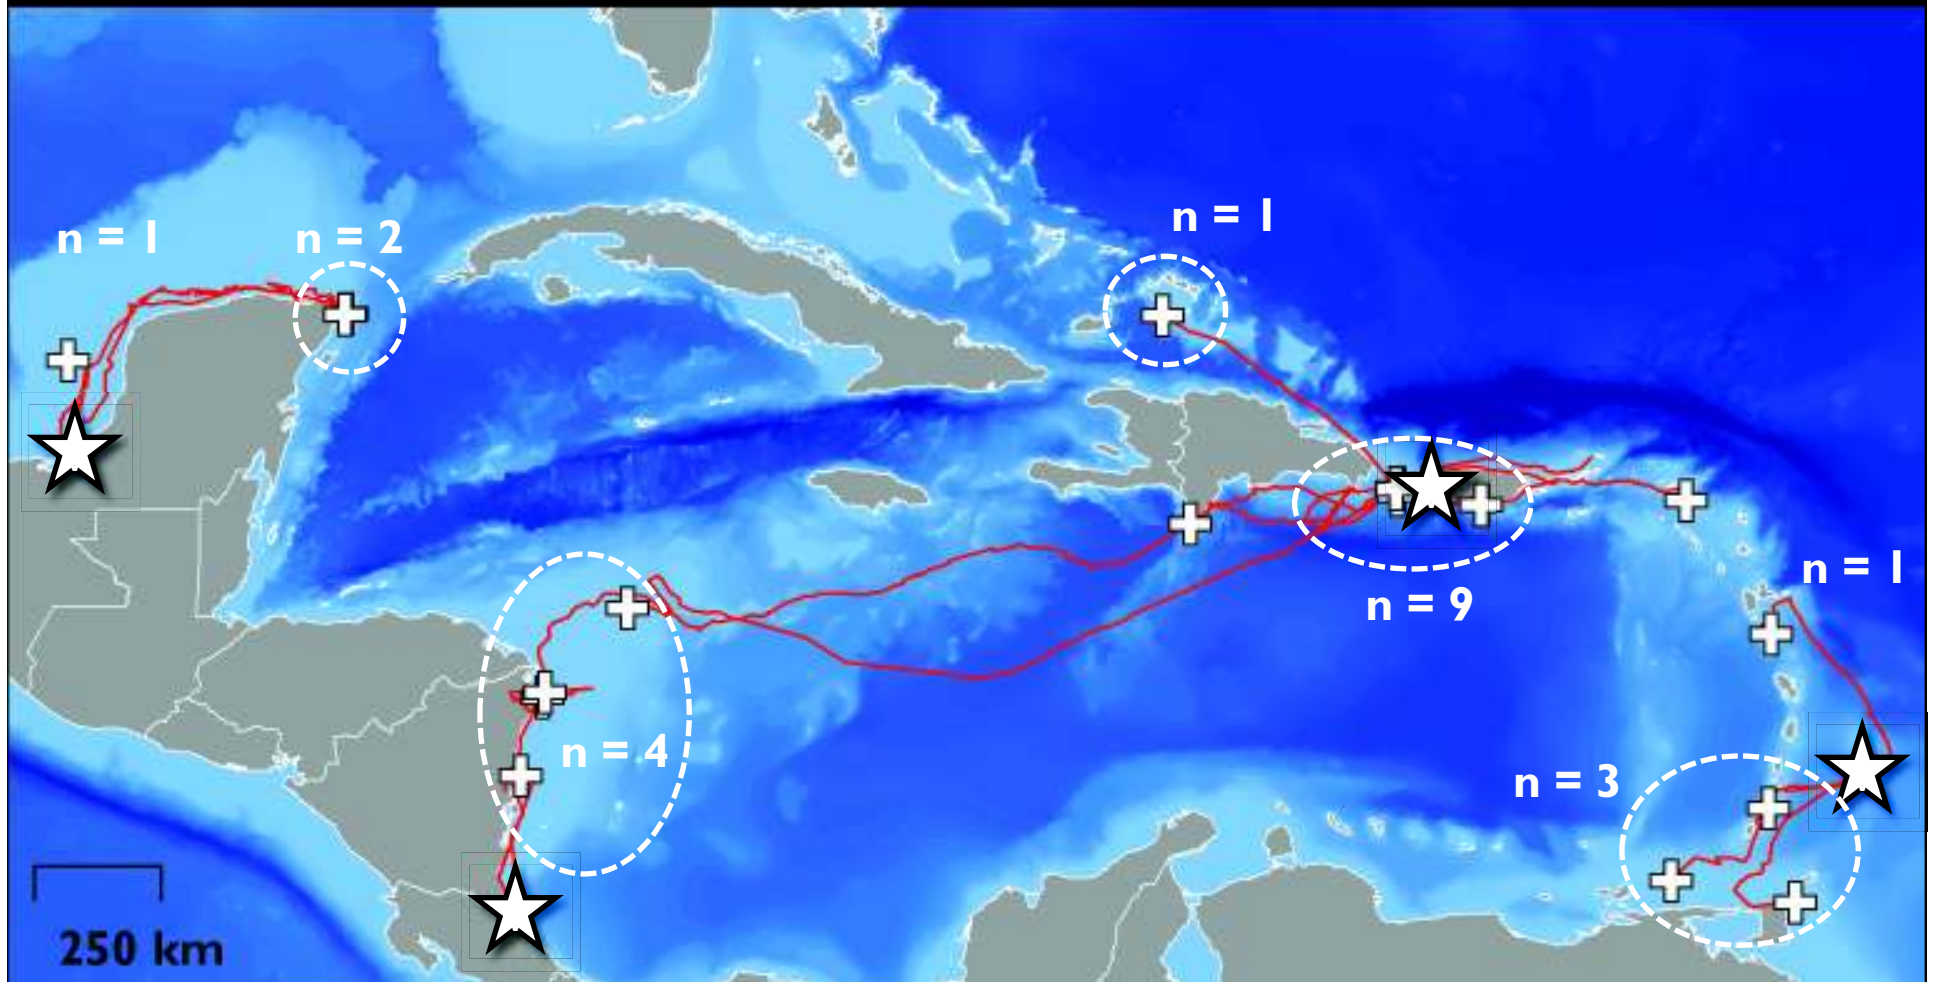 n = 1
n = 2
n = 1
n = 1
n = 9
n = 4
n = 3
250 km